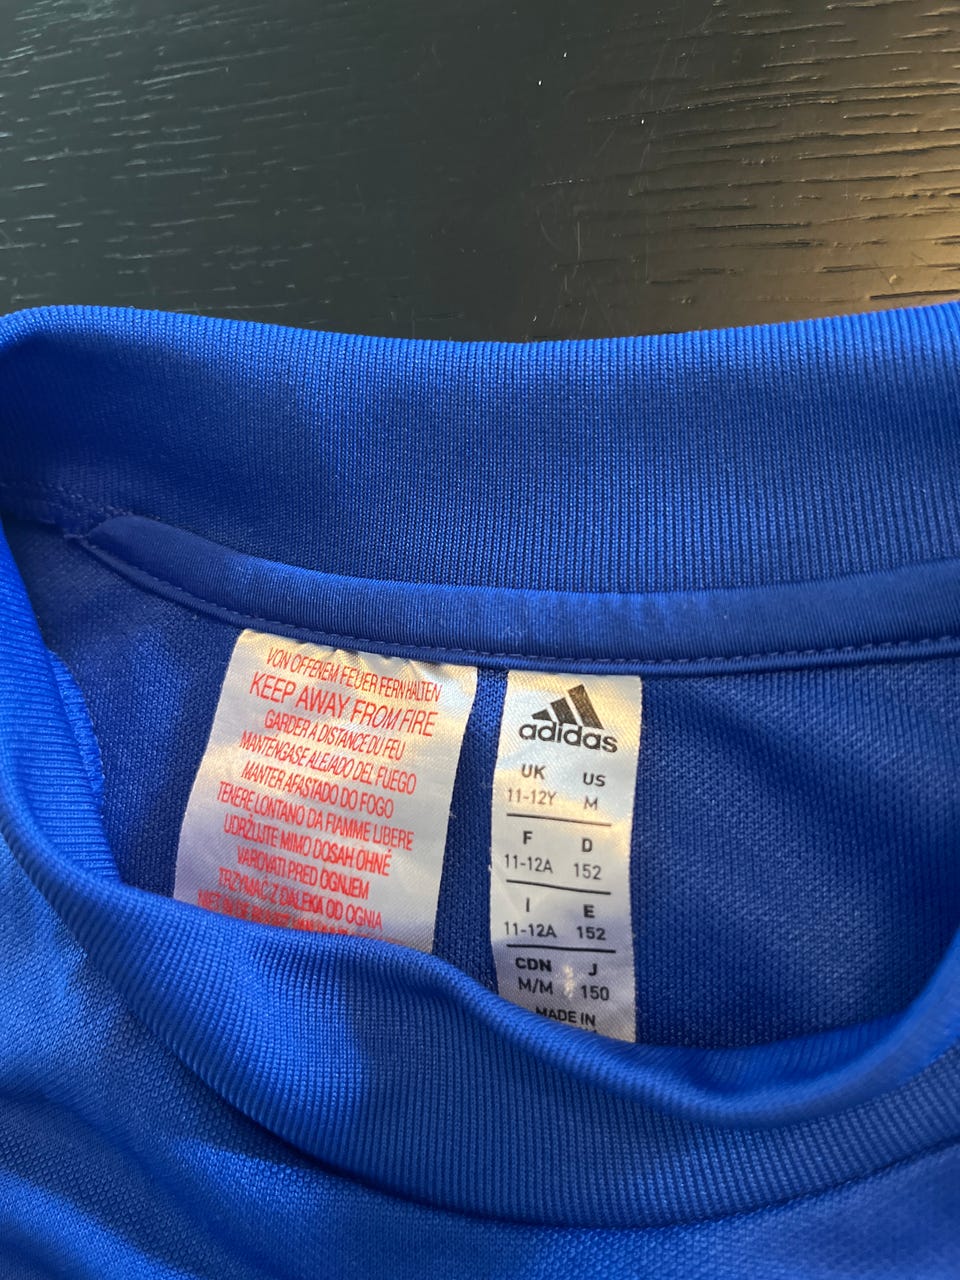 VON OFFENEM FEUER FERNHALTEN
KEEP AWAY FROM FIRE
GARDER À DISTANCE DU FEU
MANTÉNGASE ALEJADO DEL FUEGO
MANTER AFASTADO DO FOGO
TENERE LONTANO DA FIAMME LIBERE
UDRŽUJTE MIMO DOSAH OHNĚ
VAROVATI PRED OGNJEM
TRZYMAĆ Z DALEKA OD OGNIA
adidas
UK US
11-12Y M
F D
11-12A 152
I E
11-12A 152
CDN J
M/M 150
MADE IN